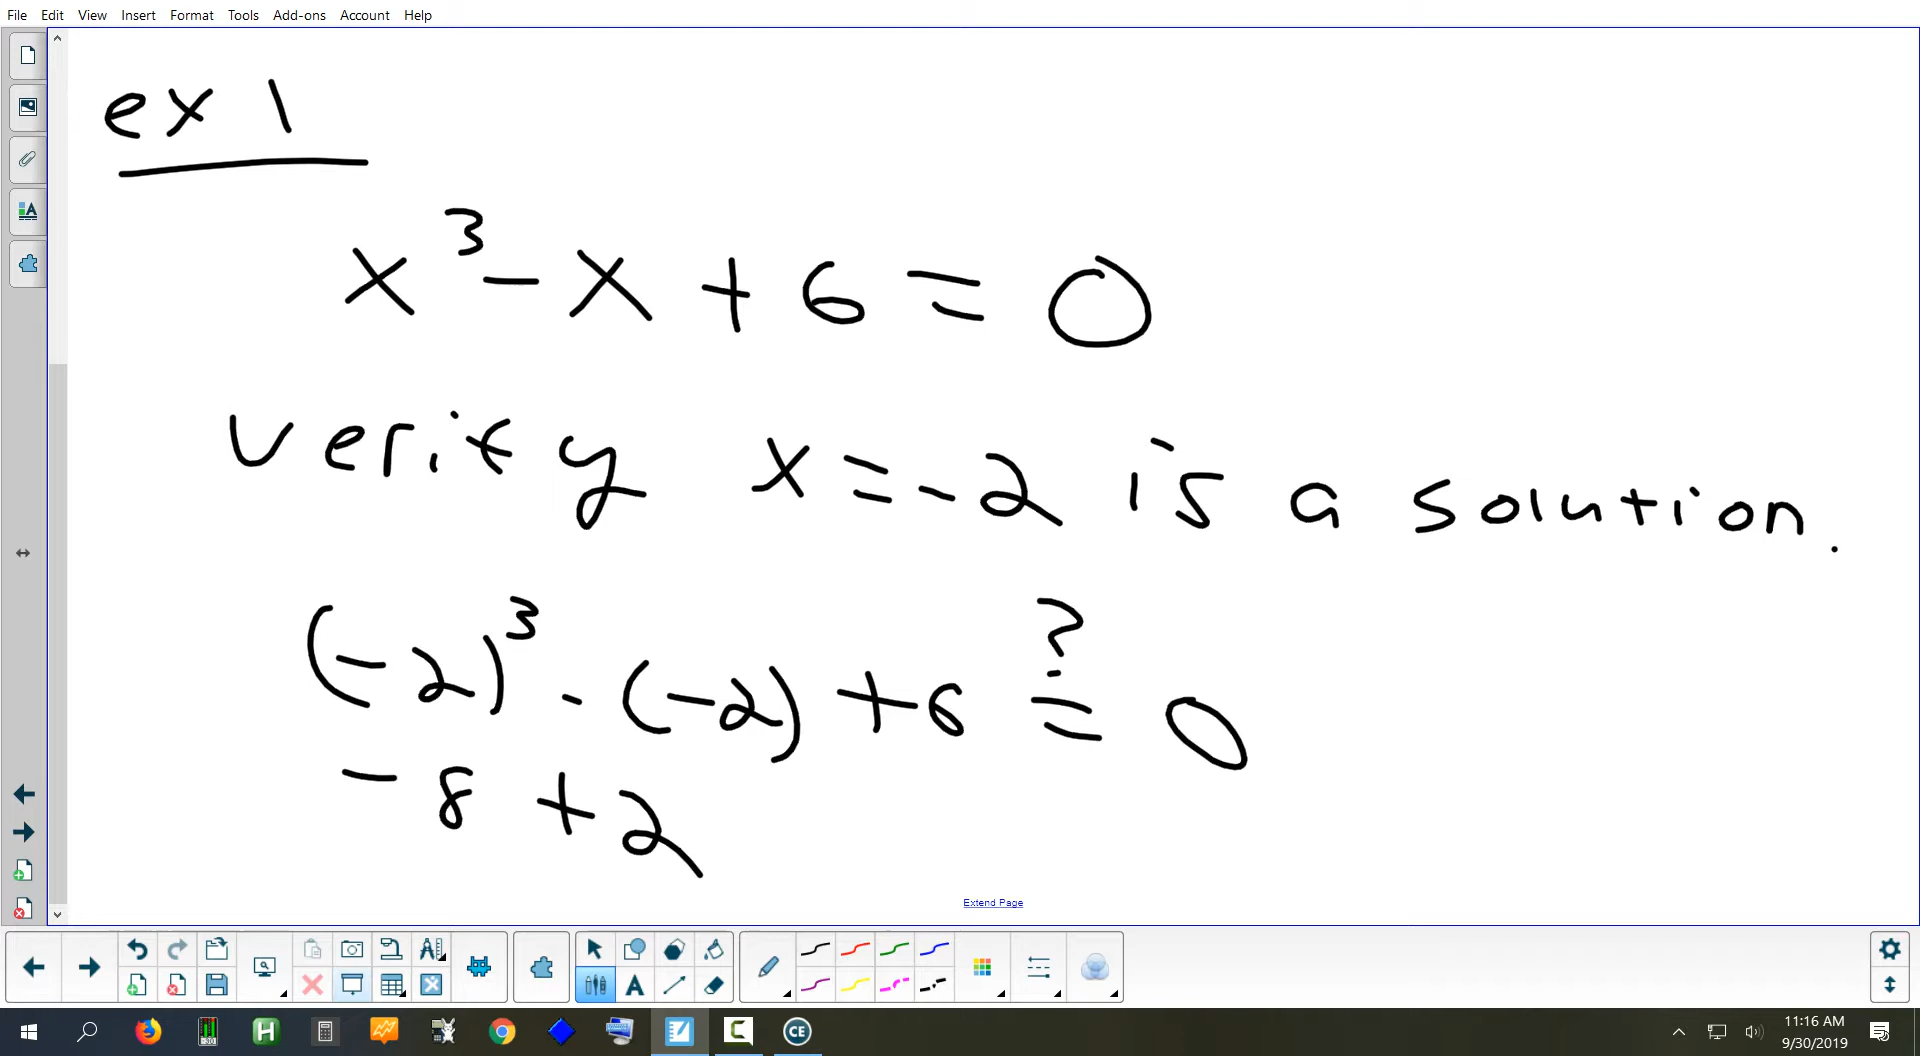 File Edit View Insert Format Tools Add-ons Account Help
ex 1
x³ - x + 6 = 0
verify x = -2 is a solution.
(-2)³ - (-2) + 6 ≟ 0
- 8 + 2
Extend Page
A
H
CE
11:16 AM
9/30/2019